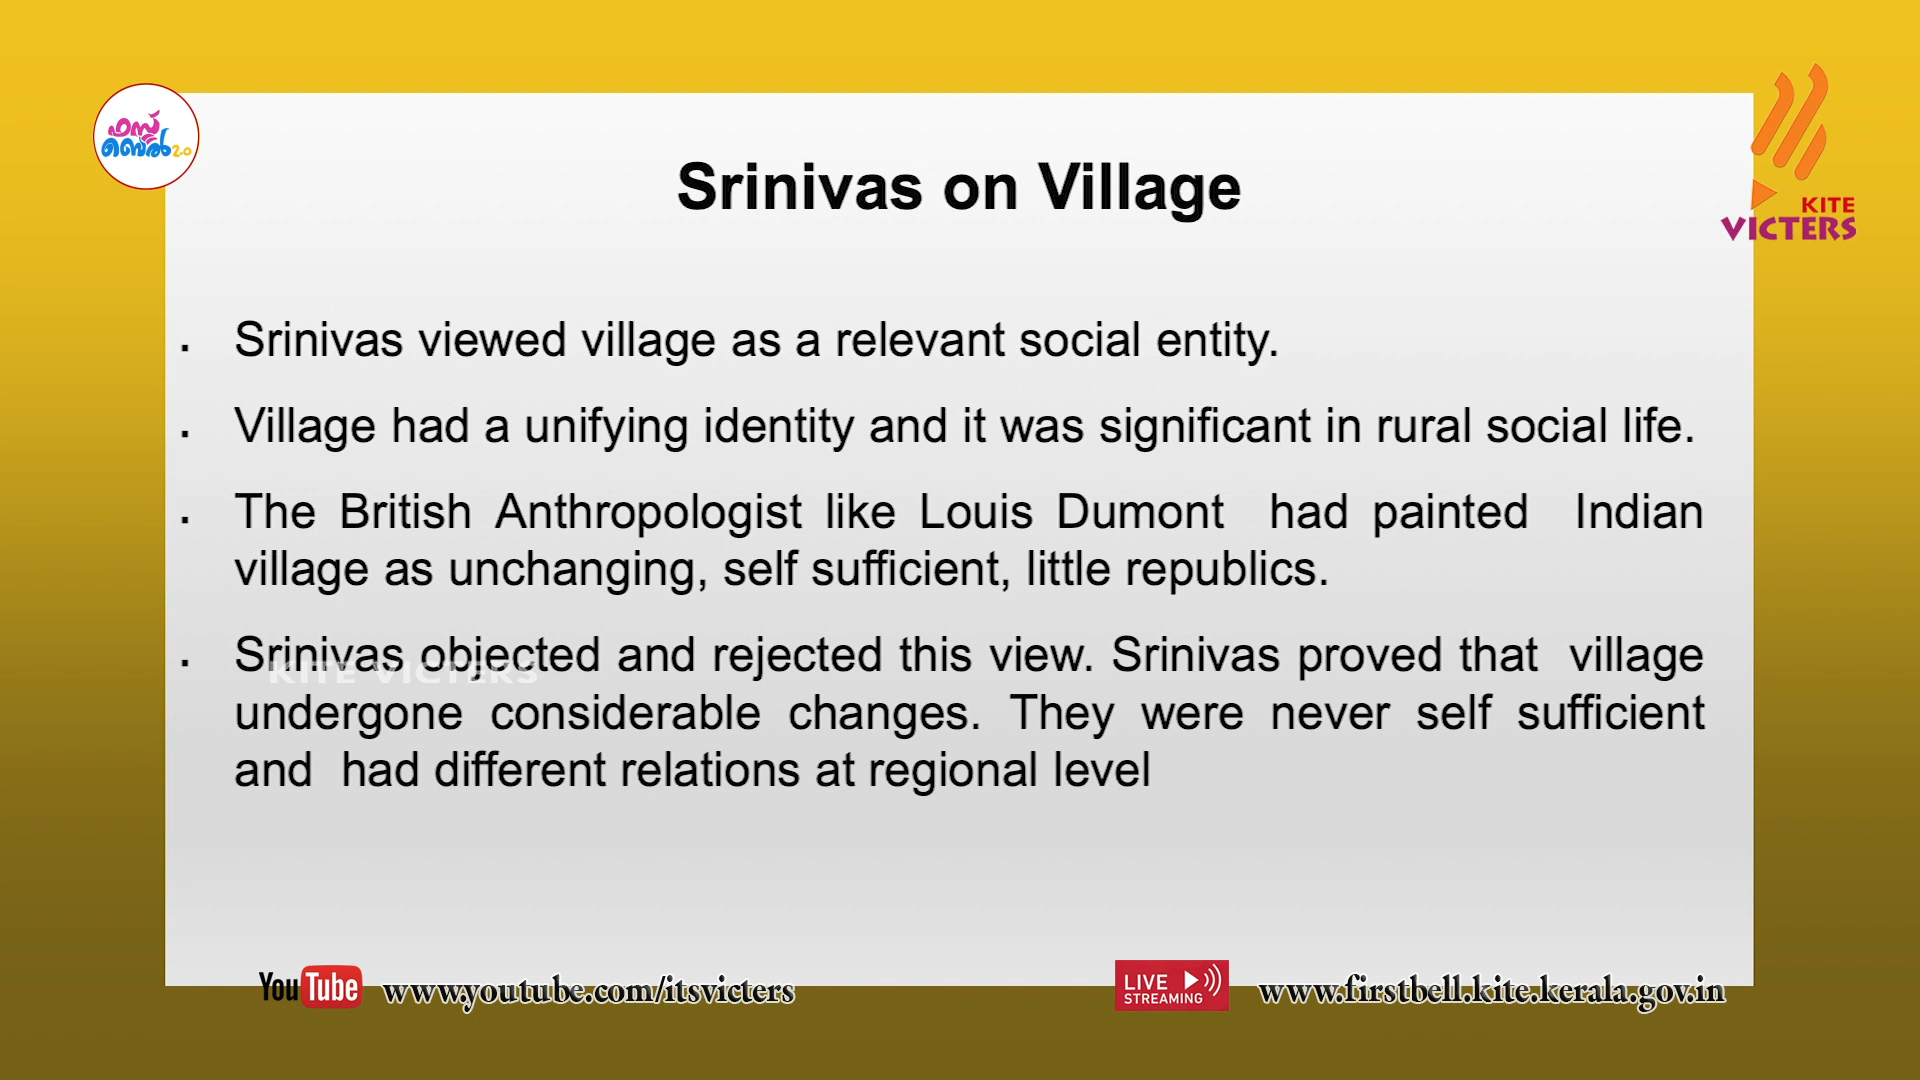 ഫസ്റ്റ്
ബെൽ 2.0
KITE
VICTERS
Srinivas on Village
Srinivas viewed village as a relevant social entity.
Village had a unifying identity and it was significant in rural social life.
The British Anthropologist like Louis Dumont had painted Indian
village as unchanging, self sufficient, little republics.
Srinivas objected and rejected this view. Srinivas proved that village
KITE VICTERS
undergone considerable changes. They were never self sufficient
and had different relations at regional level
YouTube www.youtube.com/itsvicters
LIVE STREAMING www.firstbell.kite.kerala.gov.in